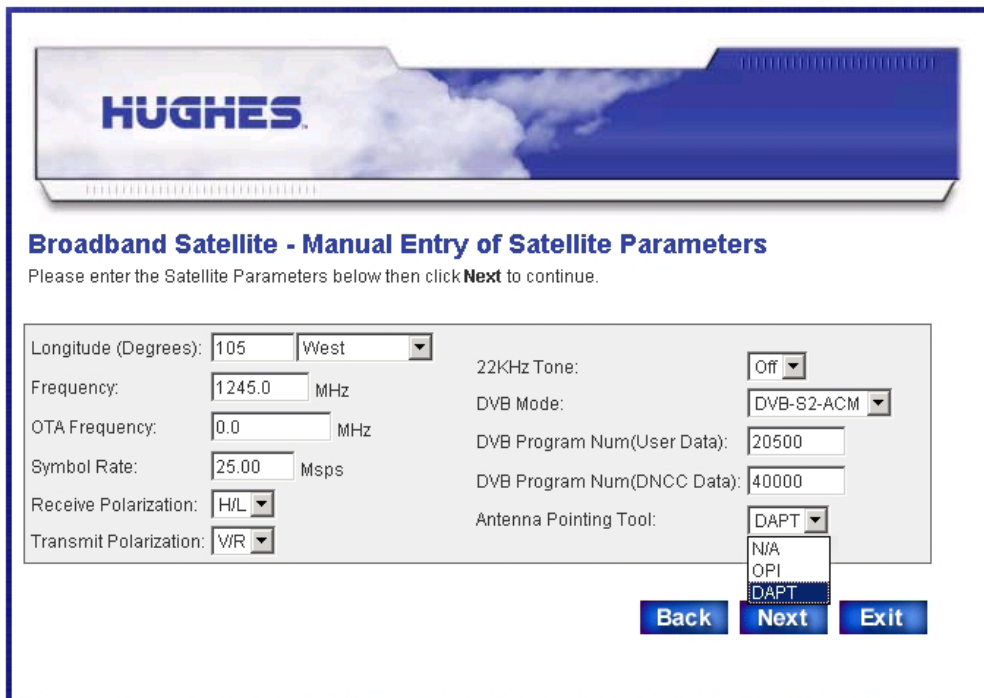 HUGHES
Broadband Satellite - Manual Entry of Satellite Parameters
Please enter the Satellite Parameters below then click Next to continue.
Longitude (Degrees): 105 West
Frequency: 1245.0 MHz
OTA Frequency: 0.0 MHz
Symbol Rate: 25.00 Msps
Receive Polarization: H/L
Transmit Polarization: V/R
22KHz Tone: Off
DVB Mode: DVB-S2-ACM
DVB Program Num(User Data): 20500
DVB Program Num(DNCC Data): 40000
Antenna Pointing Tool: DAPT
N/A
OPI
DAPT
Back Next Exit